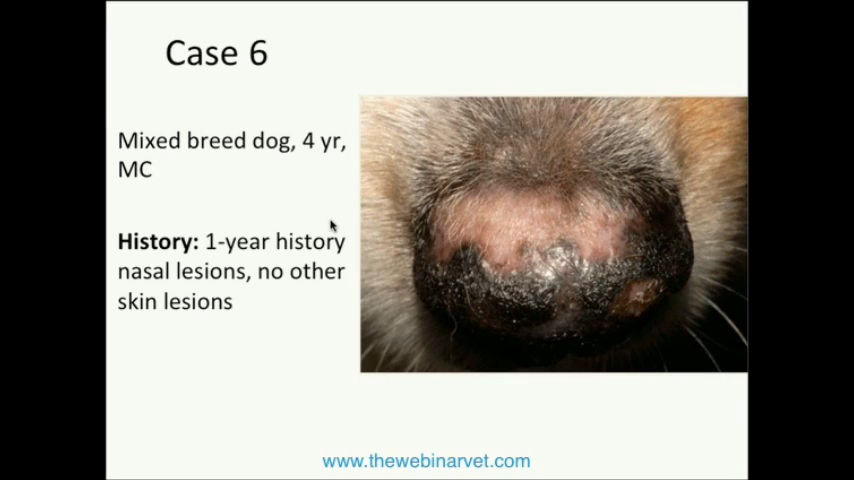 Case 6
Mixed breed dog, 4 yr,
MC
History: 1-year history
nasal lesions, no other
skin lesions
www.thewebinarvet.com